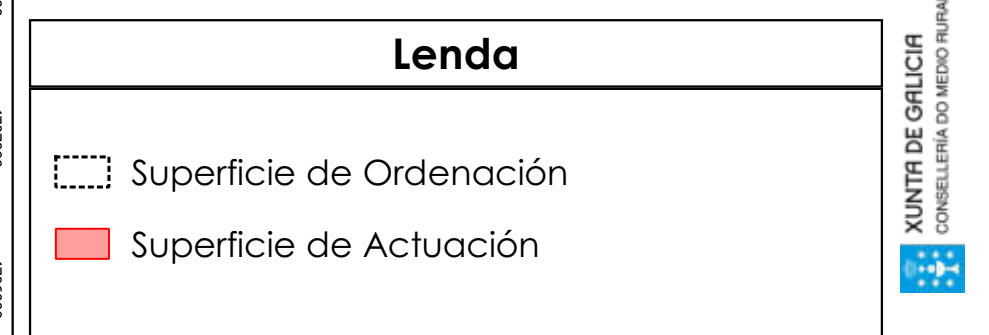 Lenda
Superficie de Ordenación
Superficie de Actuación
XUNTA DE GALICIA
CONSELLERÍA DO MEDIO RURAL